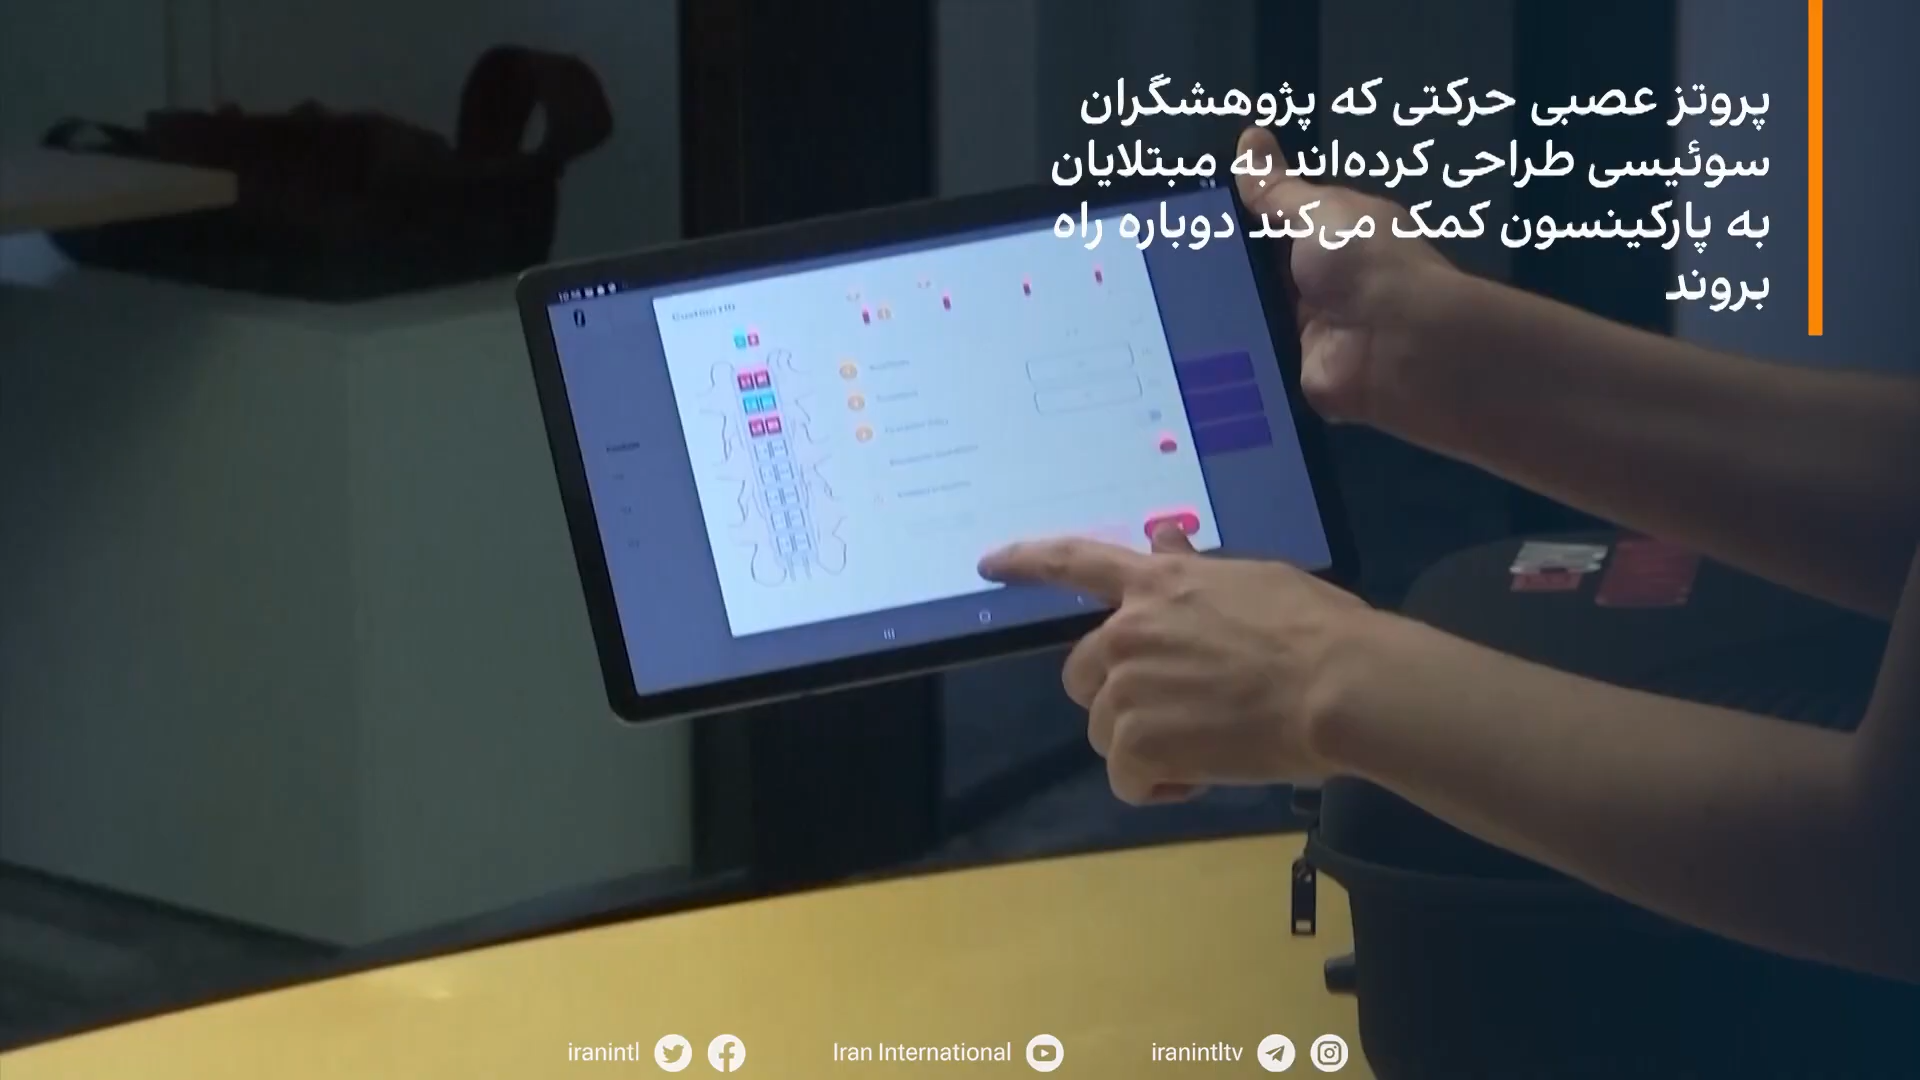 پروتز عصبی حرکتی که پژوهشگران
سوئیسی طراحی کرده‌اند به مبتلایان
به پارکینسون کمک می‌کند دوباره راه
بروند
iranintl
Iran International
iranintltv